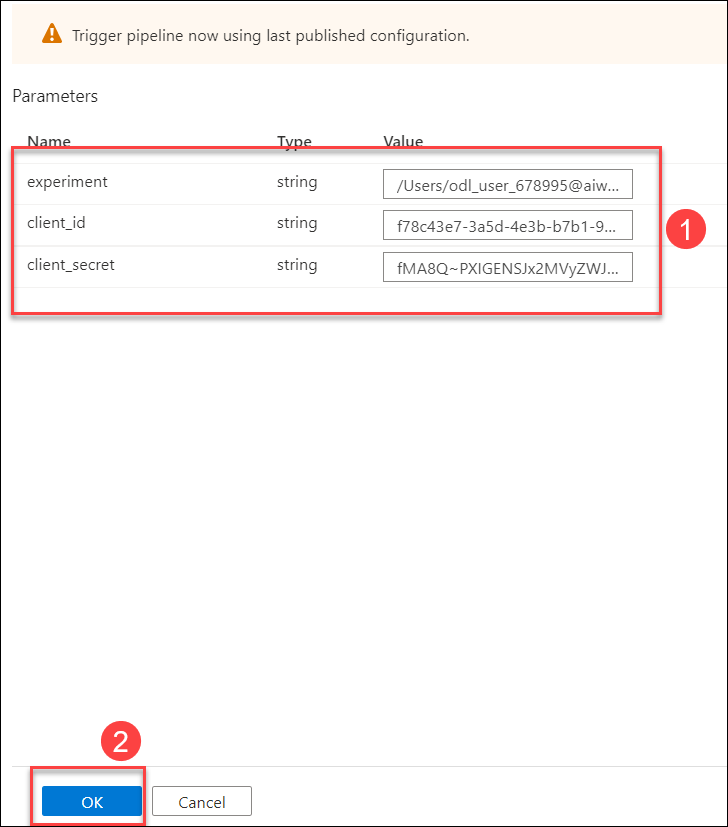 Trigger pipeline now using last published configuration.
Parameters
Name Type Value
experiment string /Users/odl_user_678995@aiw...
client_id string f78c43e7-3a5d-4e3b-b7b1-9...
client_secret string fMA8Q~PXIGENSJx2MVyZWJ...
1
2
OK Cancel